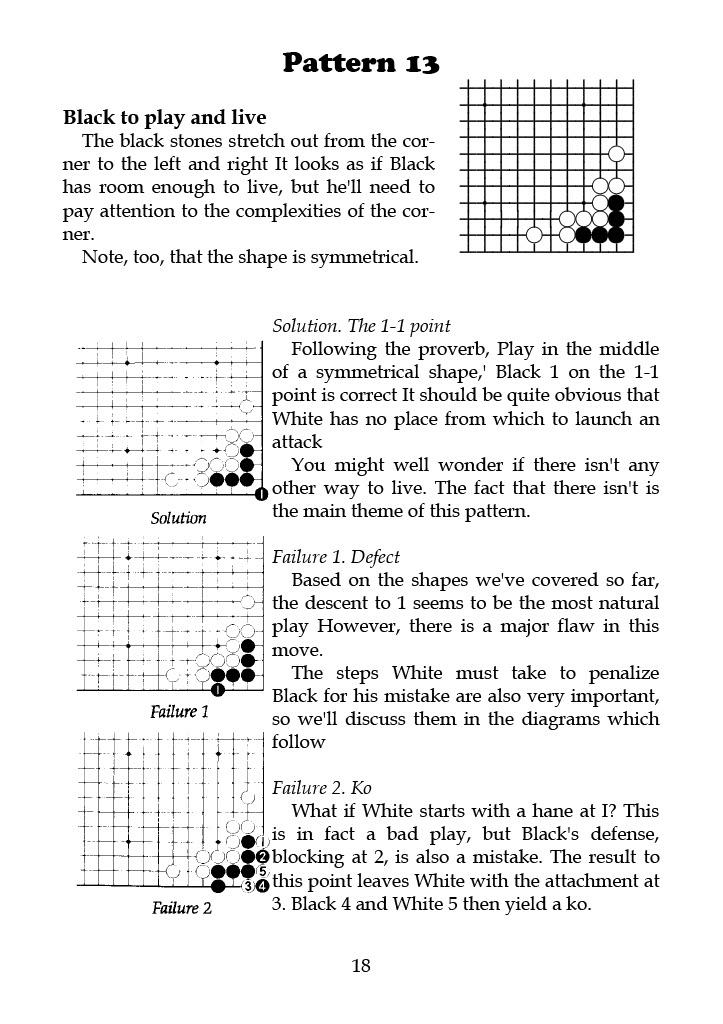 Pattern 13
Black to play and live
The black stones stretch out from the cor-
ner to the left and right It looks as if Black
has room enough to live, but he'll need to
pay attention to the complexities of the cor-
ner.
Note, too, that the shape is symmetrical.
Solution. The 1-1 point
Following the proverb, Play in the middle
of a symmetrical shape,' Black 1 on the 1-1
point is correct It should be quite obvious that
White has no place from which to launch an
attack
You might well wonder if there isn't any
other way to live. The fact that there isn't is
the main theme of this pattern.
1
Solution
Failure 1. Defect
Based on the shapes we've covered so far,
the descent to 1 seems to be the most natural
play However, there is a major flaw in this
move.
The steps White must take to penalize
Black for his mistake are also very important,
so we'll discuss them in the diagrams which
follow
1
Failure 1
Failure 2. Ko
What if White starts with a hane at I? This
is in fact a bad play, but Black's defense,
blocking at 2, is also a mistake. The result to
this point leaves White with the attachment at
3. Black 4 and White 5 then yield a ko.
1
2
5
3 4
Failure 2
18